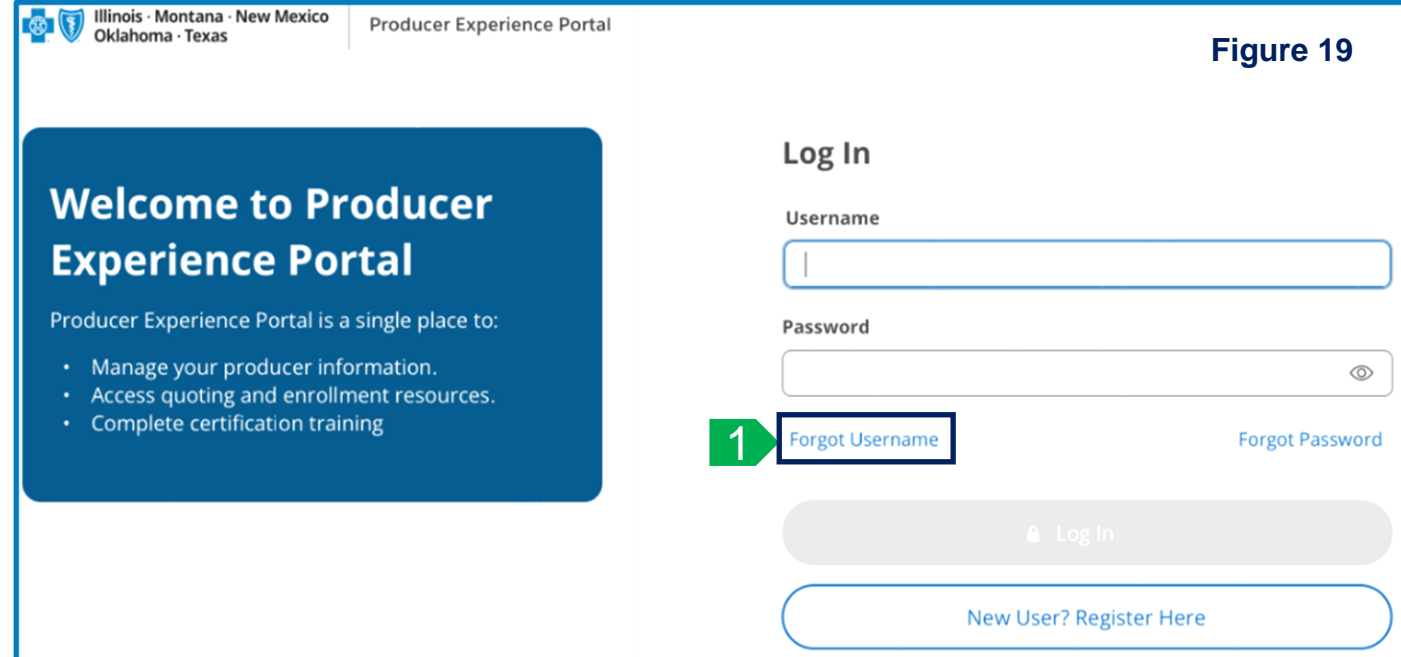 Illinois · Montana · New Mexico
Oklahoma · Texas
Producer Experience Portal
Figure 19
Welcome to Producer
Experience Portal
Producer Experience Portal is a single place to:
• Manage your producer information.
• Access quoting and enrollment resources.
• Complete certification training
Log In
Username
Password
1
Forgot Username
Forgot Password
Log In
New User? Register Here